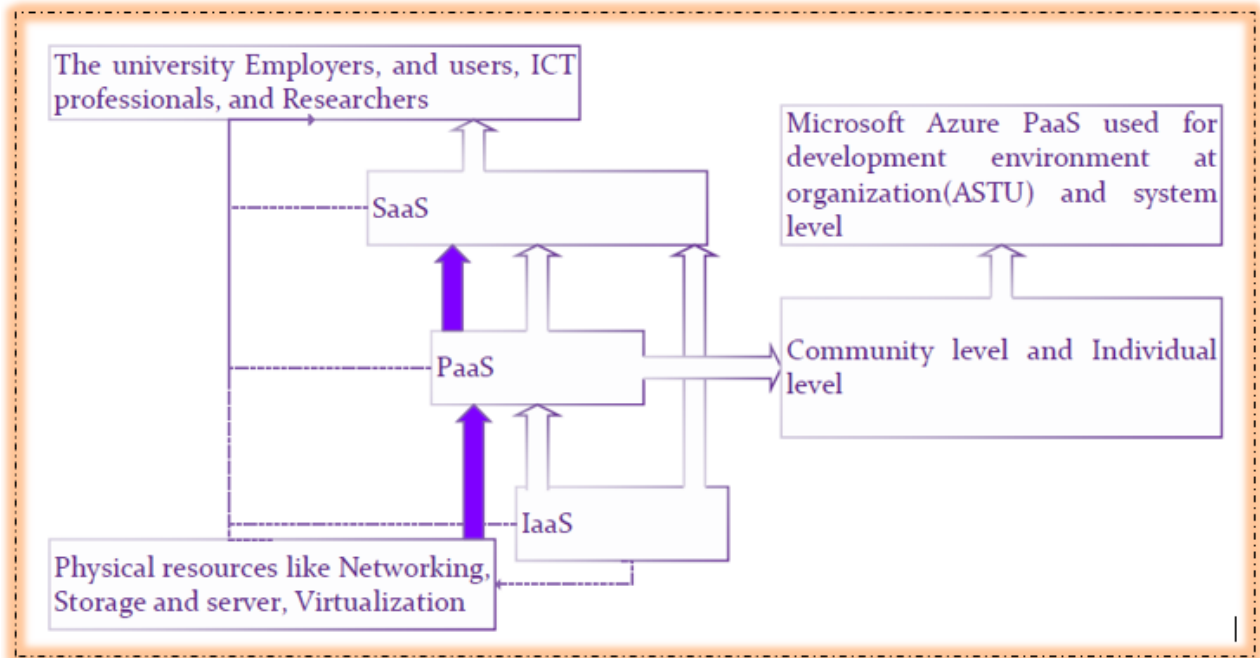 The university Employers, and users, ICT
professionals, and Researchers
Microsoft Azure PaaS used for
development environment at
organization(ASTU) and system
level
SaaS
PaaS
Community level and Individual
level
IaaS
Physical resources like Networking,
Storage and server, Virtualization